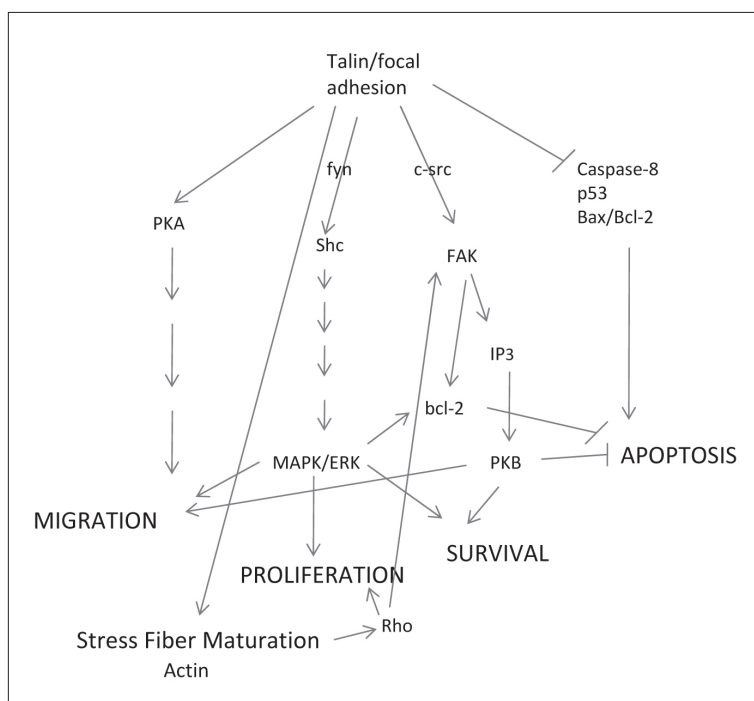 Talin/focal
adhesion
fyn
c-src
Caspase-8
p53
Bax/Bcl-2
PKA
Shc
FAK
IP3
bcl-2
MAPK/ERK
PKB
APOPTOSIS
MIGRATION
SURVIVAL
PROLIFERATION
Rho
Stress Fiber Maturation
Actin